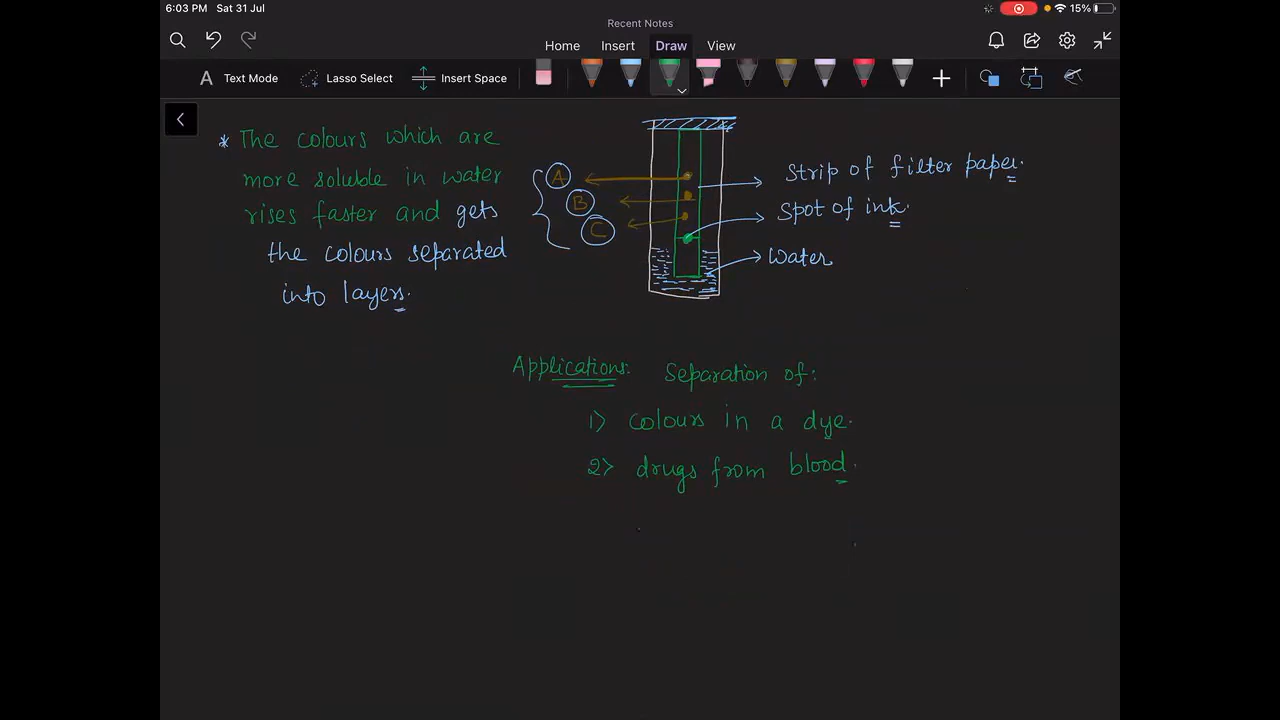 6:03 PM Sat 31 Jul
15%
Recent Notes
Home Insert Draw View
A Text Mode Lasso Select Insert Space
* The colours which are
more soluble in water
rises faster and gets
the colours separated
into layers.
A
B
C
Strip of filter paper.
Spot of ink.
Water
Applications: Separation of:
1> colours in a dye.
2> drugs from blood.